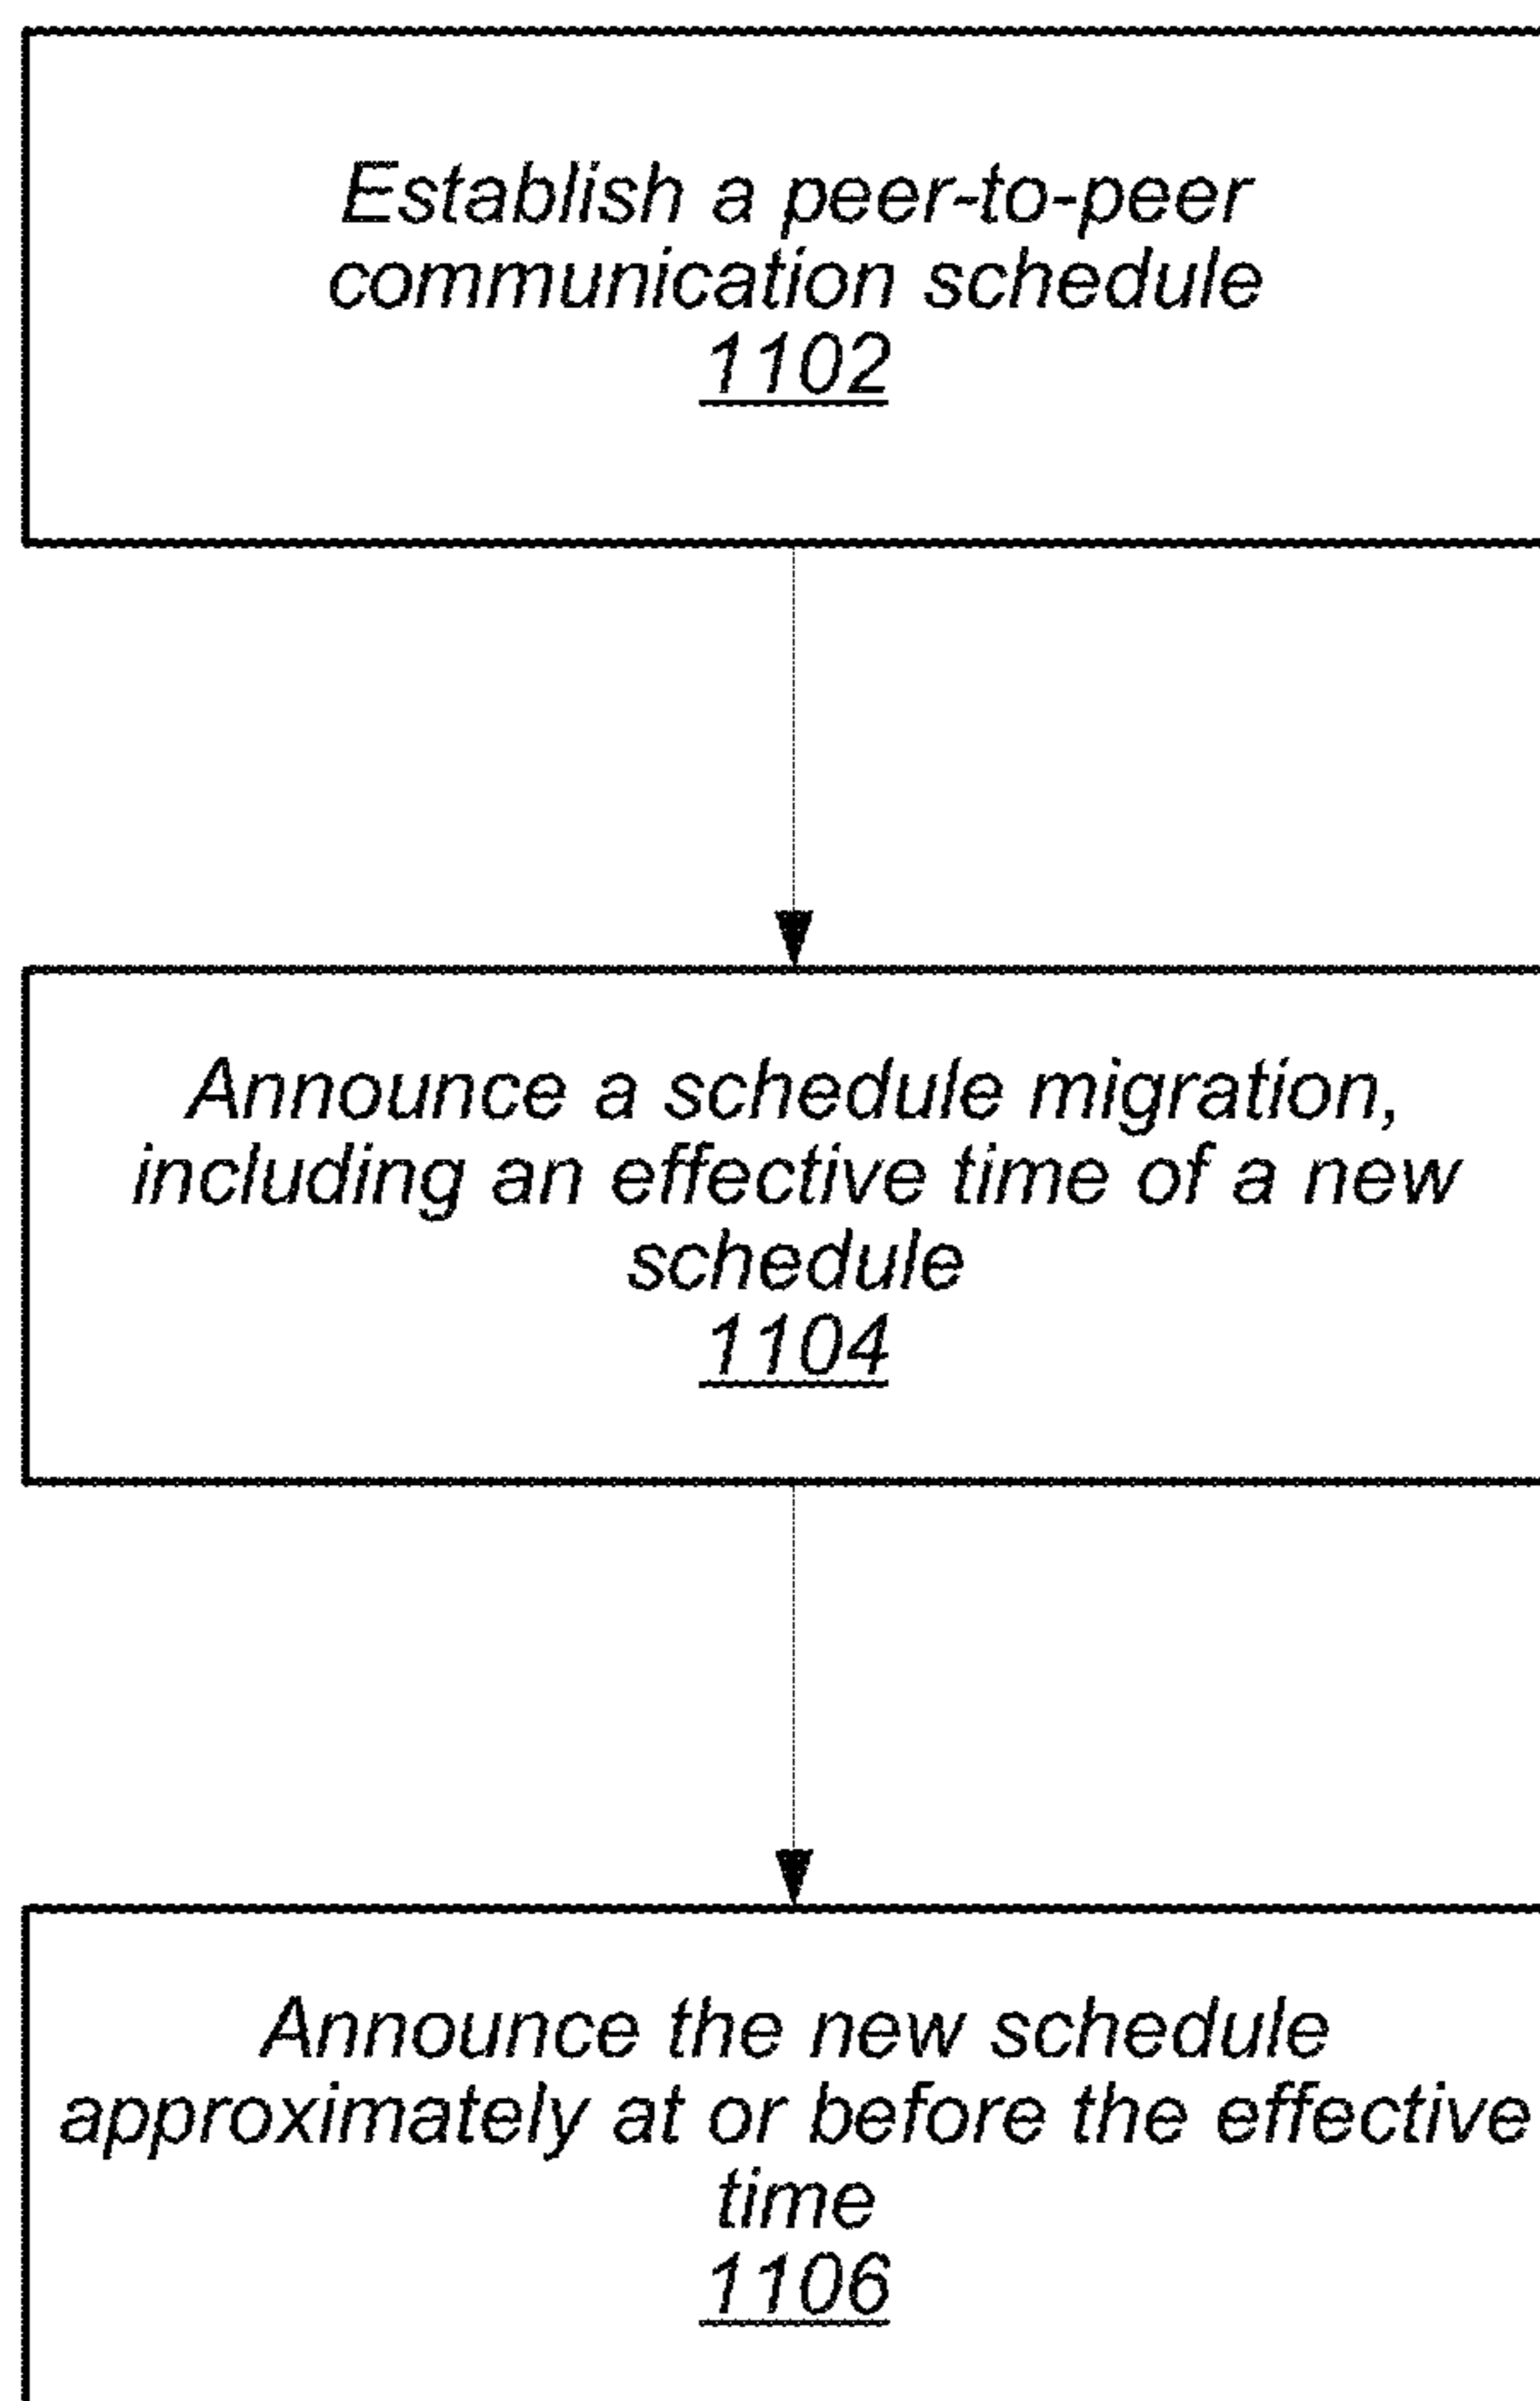 Establish a peer-to-peer
communication schedule
1102
Announce a schedule migration,
including an effective time of a new
schedule
1104
Announce the new schedule
approximately at or before the effective
time
1106